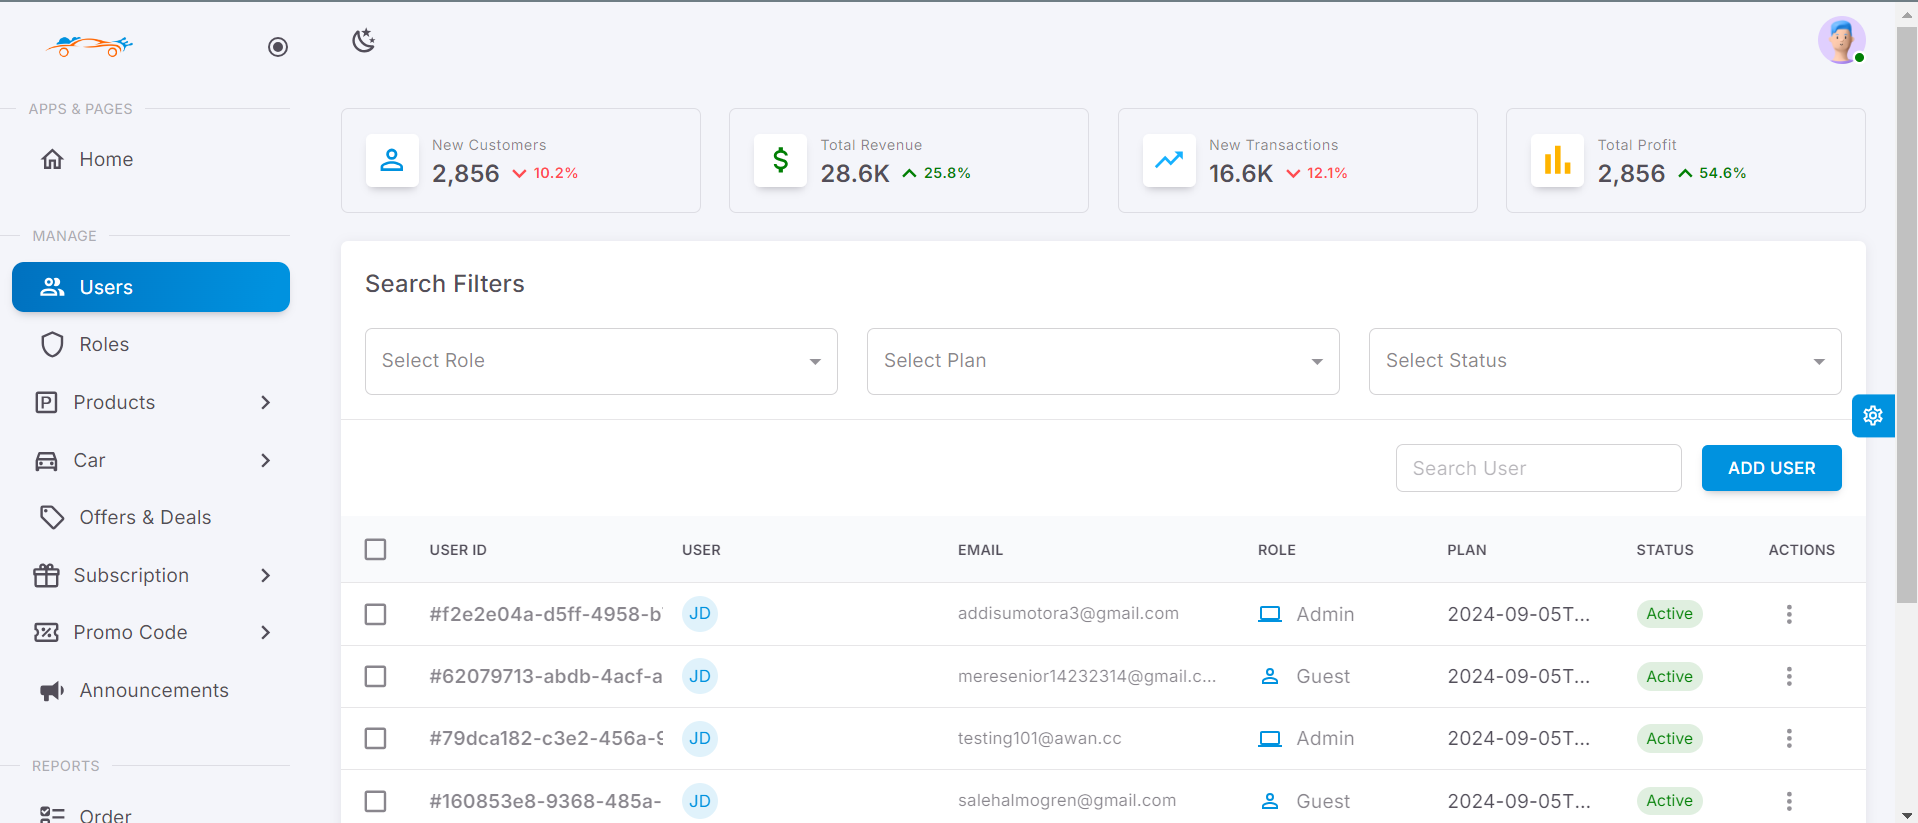 APPS & PAGES
Home
MANAGE
Users
Roles
Products
Car
Offers & Deals
Subscription
Promo Code
Announcements
REPORTS
Order
New Customers
2,856 10.2%
Total Revenue
28.6K 25.8%
New Transactions
16.6K 12.1%
Total Profit
2,856 54.6%
Search Filters
Select Role Select Plan Select Status
Search User ADD USER
USER ID USER EMAIL ROLE PLAN STATUS ACTIONS
#f2e2e04a-d5ff-4958-b JD addisumotora3@gmail.com Admin 2024-09-05T... Active
#62079713-abdb-4acf-a JD meresenior14232314@gmail.c... Guest 2024-09-05T... Active
#79dca182-c3e2-456a-9 JD testing101@awan.cc Admin 2024-09-05T... Active
#160853e8-9368-485a- JD salehalmogren@gmail.com Guest 2024-09-05T... Active